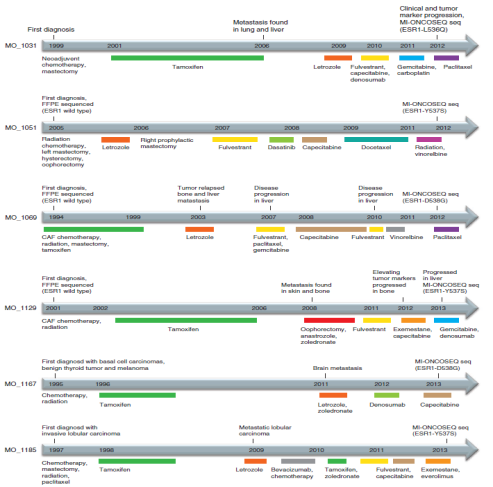 Clinical and tumor
marker progression,
MI-ONCOSEQ seq
(ESR1-L536Q)
Metastasis found
in lung and liver
First diagnosis
MO_1031
1999 2001 2006 2009 2010 2011 2012
Neoadjuvant
chemotherapy,
mastectomy
Tamoxifen
Letrozole
Fulvestrant,
capecitabine,
denosumab
Gemcitabine,
carboplatin
Paclitaxel
First diagnosis,
FFPE sequenced
(ESR1 wild type)
MI-ONCOSEQ seq
(ESR1-Y537S)
MO_1051
2005 2006 2007 2008 2009 2010 2011 2012
Radiation
chemotherapy,
left mastectomy,
hysterectomy,
oophorectomy
Letrozole
Right prophylactic
mastectomy
Fulvestrant
Dasatinib
Capecitabine
Docetaxel
Radiation,
vinorelbine
First diagnosis,
FFPE sequenced
(ESR1 wild type)
Tumor relapsed
bone and liver
metastasis
Disease
progression
in liver
Disease
progression
in liver
MI-ONCOSEQ seq
(ESR1-D538G)
MO_1069
1994 1999 2003 2007 2008 2010 2011 2012
CAF chemotherapy,
radiation, mastectomy,
tamoxifen
Letrozole
Fulvestrant,
paclitaxel,
gemcitabine
Capecitabine
Fulvestrant
Vinorelbine
Paclitaxel
First diagnosis,
FFPE sequenced
(ESR1 wild type)
Metastasis found
in skin and bone
Elevating
tumor markers
progressed
in bone
Progressed
in liver
MI-ONCOSEQ seq
(ESR1-Y537S)
MO_1129
2001 2002 2006 2008 2011 2012 2013
CAF chemotherapy,
radiation
Tamoxifen
Oophorectomy,
anastrozole,
zoledronate
Fulvestrant
Exemestane,
capecitabine
Gemcitabine,
denosumab
First diagnosed with basal cell carcinomas,
benign thyroid tumor and melanoma
Brain metastasis
MI-ONCOSEQ seq
(ESR1-D538G)
MO_1167
1995 1996 2011 2012 2013
Chemotherapy,
radiation
Tamoxifen
Letrozole,
zoledronate
Denosumab
Capecitabine
First diagnosed with
invasive lobular carcinoma
Metastatic lobular
carcinoma
MI-ONCOSEQ seq
(ESR1-Y537S)
MO_1185
1997 1998 2009 2009 2010 2011 2013
Chemotherapy,
mastectomy,
radiation,
paclitaxel
Tamoxifen
Letrozole
Bevacizumab,
chemotherapy
Tamoxifen,
zoledronate
Fulvestrant,
capecitabine
Exemestane,
everolimus